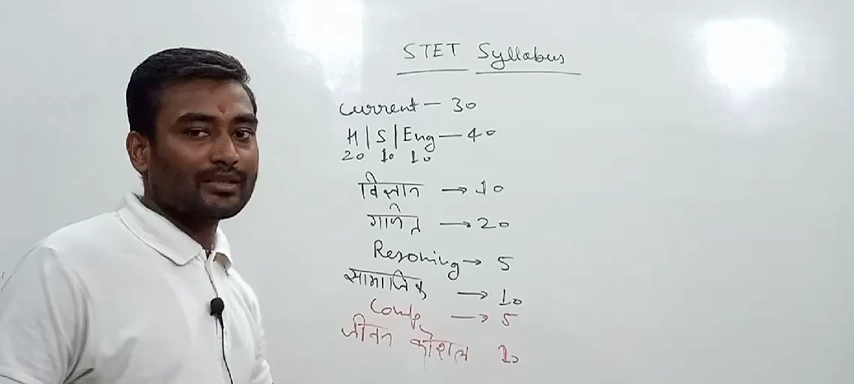 STET Syllabus
Current — 30
H | S | Eng — 40
20 10 10
विज्ञान → 10
गणित → 20
Resoning → 5
सामाजिक → 10
Comp → 5
जीवन कौशल 10